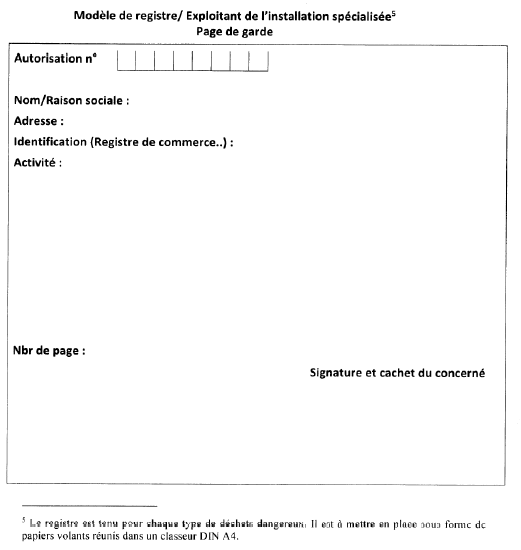 Modèle de registre/ Exploitant de l'installation spécialisée⁵
Page de garde
Autorisation n°
Nom/Raison sociale :
Adresse :
Identification (Registre de commerce..) :
Activité :
Nbr de page :
Signature et cachet du concerné
⁵ Le registre est tenu pour chaque type de déchets dangereux. Il est à mettre en place sous forme de
papiers volants réunis dans un classeur DIN A4.